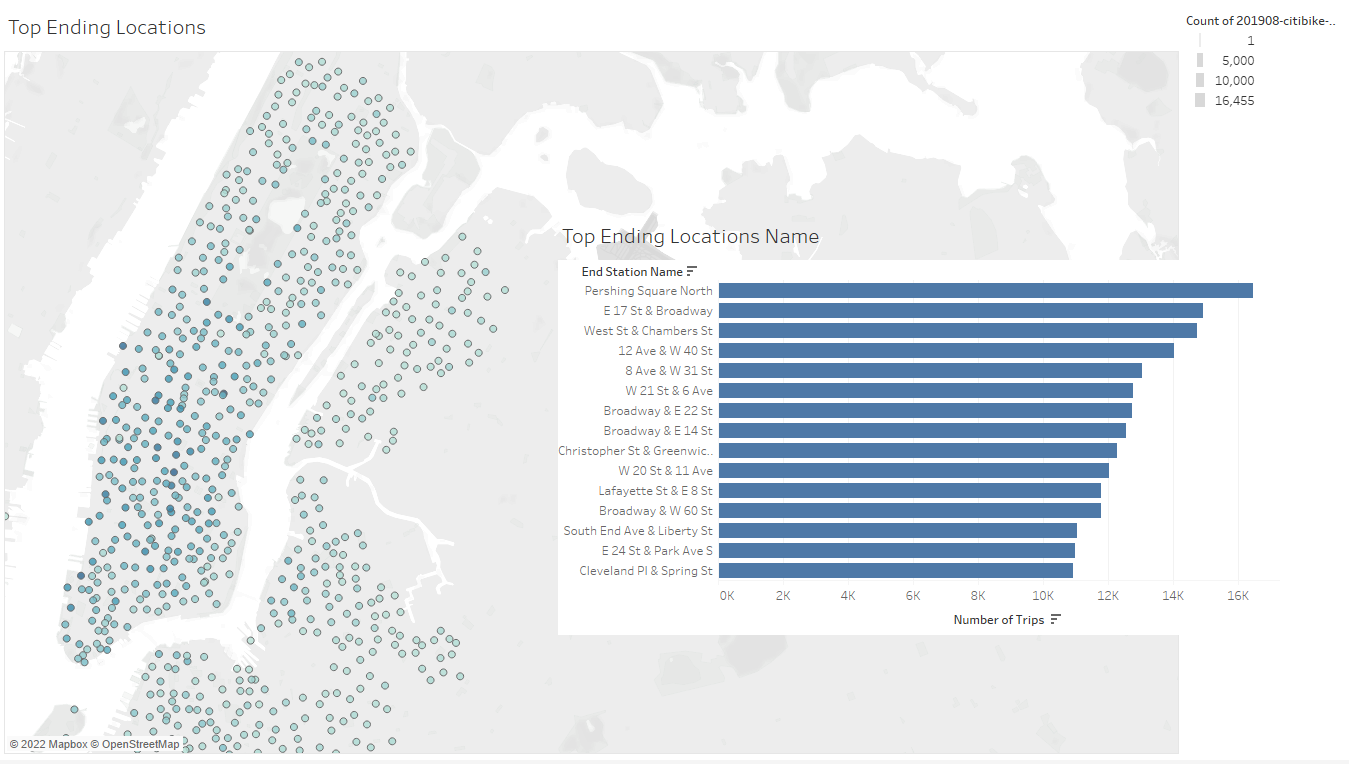 Top Ending Locations
Count of 201908-citibike-..
1
5,000
10,000
16,455
Top Ending Locations Name
End Station Name
Pershing Square North
E 17 St & Broadway
West St & Chambers St
12 Ave & W 40 St
8 Ave & W 31 St
W 21 St & 6 Ave
Broadway & E 22 St
Broadway & E 14 St
Christopher St & Greenwic..
W 20 St & 11 Ave
Lafayette St & E 8 St
Broadway & W 60 St
South End Ave & Liberty St
E 24 St & Park Ave S
Cleveland Pl & Spring St
0K 2K 4K 6K 8K 10K 12K 14K 16K
Number of Trips
© 2022 Mapbox © OpenStreetMap